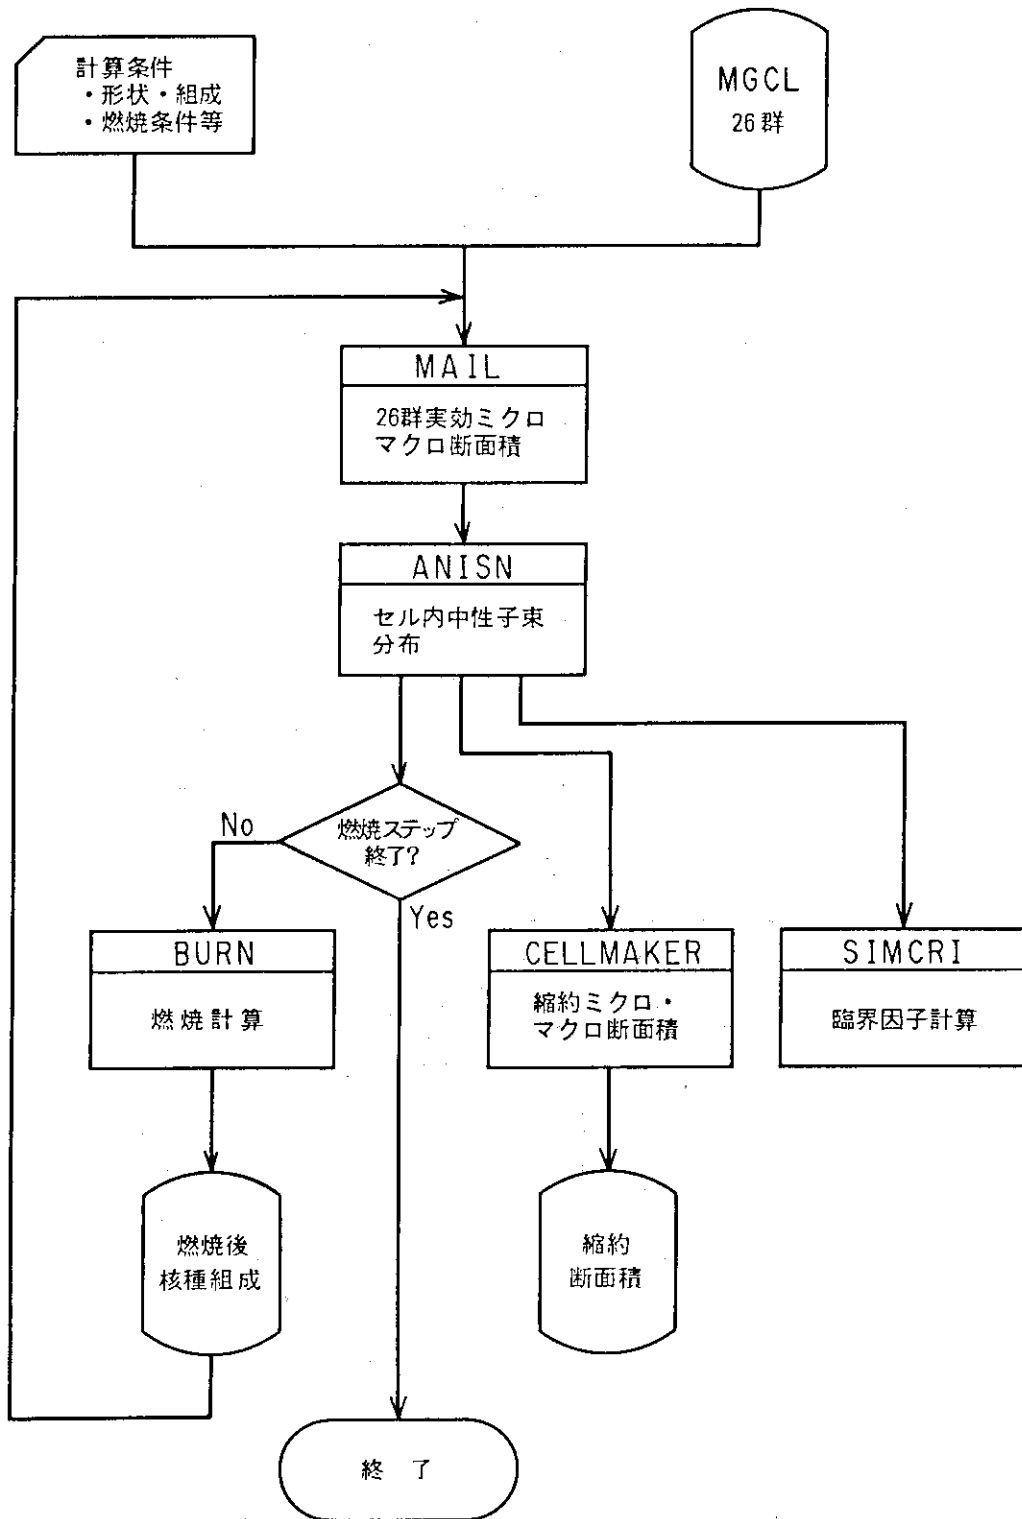 計算条件
・形状・組成
・燃焼条件等
MGCL
26群
MAIL
26群実効ミクロ
マクロ断面積
ANISN
セル内中性子束
分布
燃焼ステップ
終了?
No
Yes
BURN
燃焼計算
CELLMAKER
縮約ミクロ・
マクロ断面積
SIMCRI
臨界因子計算
燃焼後
核種組成
縮約
断面積
終了